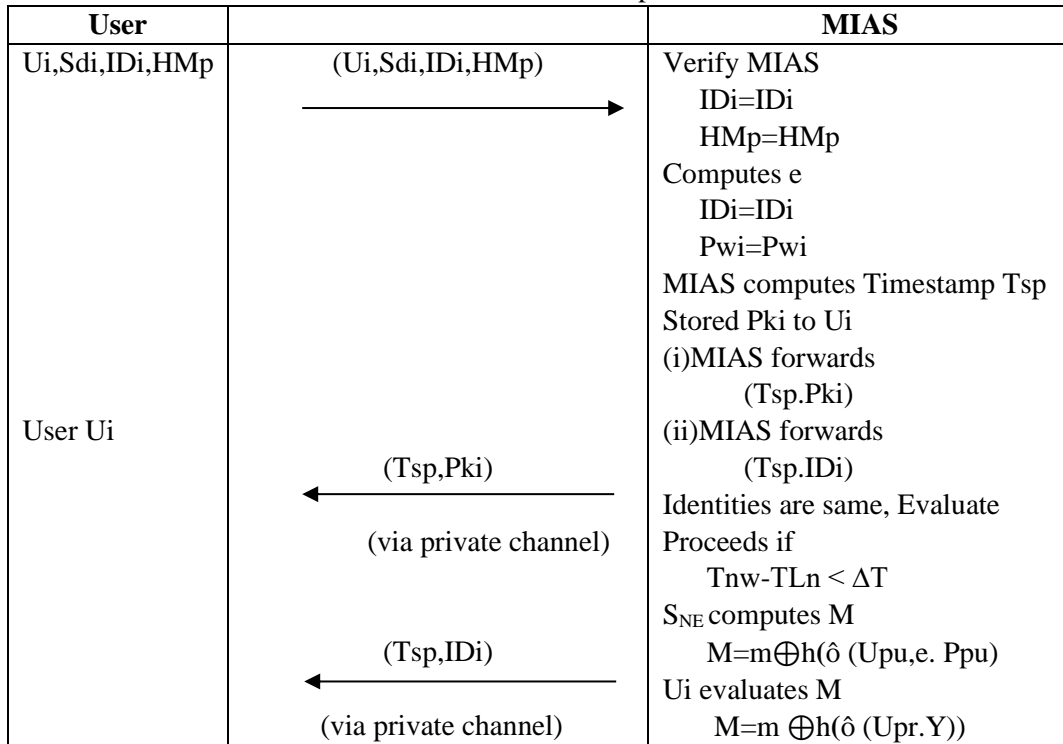 User MIAS
Ui,Sdi,IDi,HMp (Ui,Sdi,IDi,HMp) Verify MIAS
IDi=IDi
HMp=HMp
Computes e
IDi=IDi
Pwi=Pwi
MIAS computes Timestamp Tsp
Stored Pki to Ui
(i)MIAS forwards
(Tsp.Pki)
User Ui (ii)MIAS forwards
(Tsp,Pki) (Tsp.IDi)
Identities are same, Evaluate
(via private channel) Proceeds if
Tnw-TLn < ΔT
SNE computes M
(Tsp,IDi) M=m⊕h(ô (Upu,e. Ppu)
Ui evaluates M
(via private channel) M=m ⊕h(ô (Upr.Y))